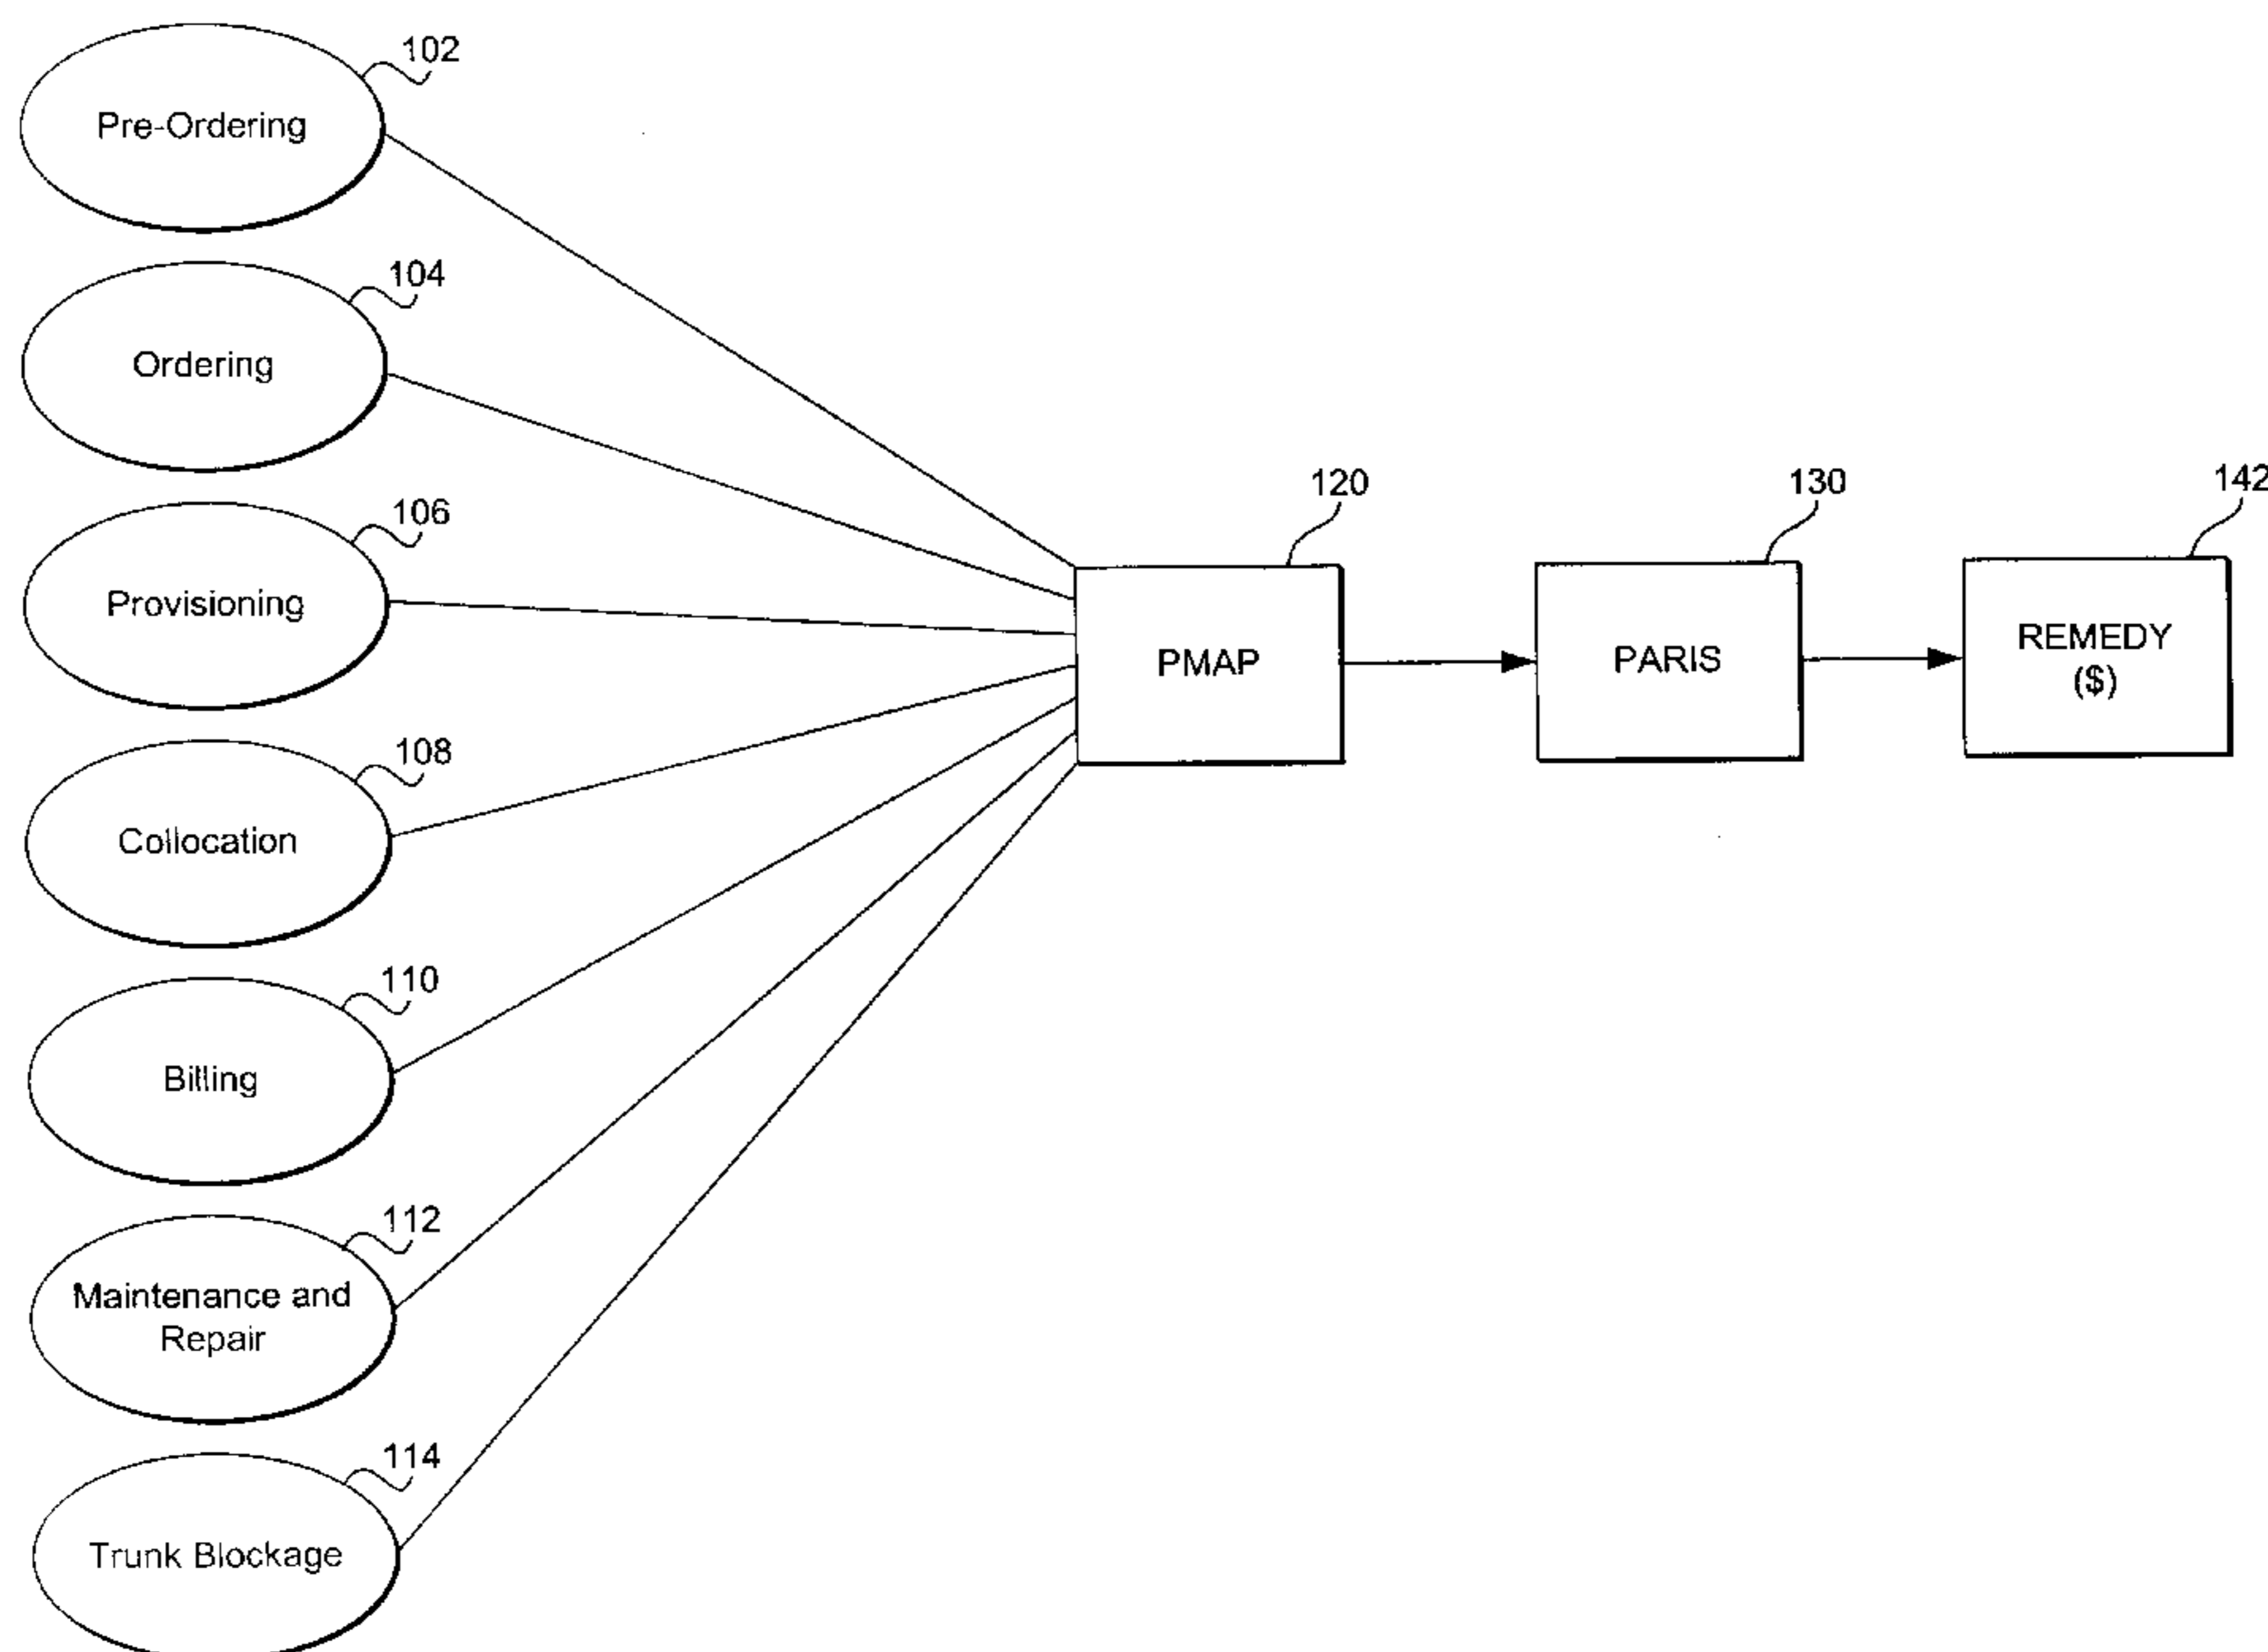 102
Pre-Ordering
104
Ordering
106
Provisioning
108
Collocation
110
Billing
112
Maintenance and
Repair
114
Trunk Blockage
120
PMAP
130
PARIS
142
REMEDY
($)